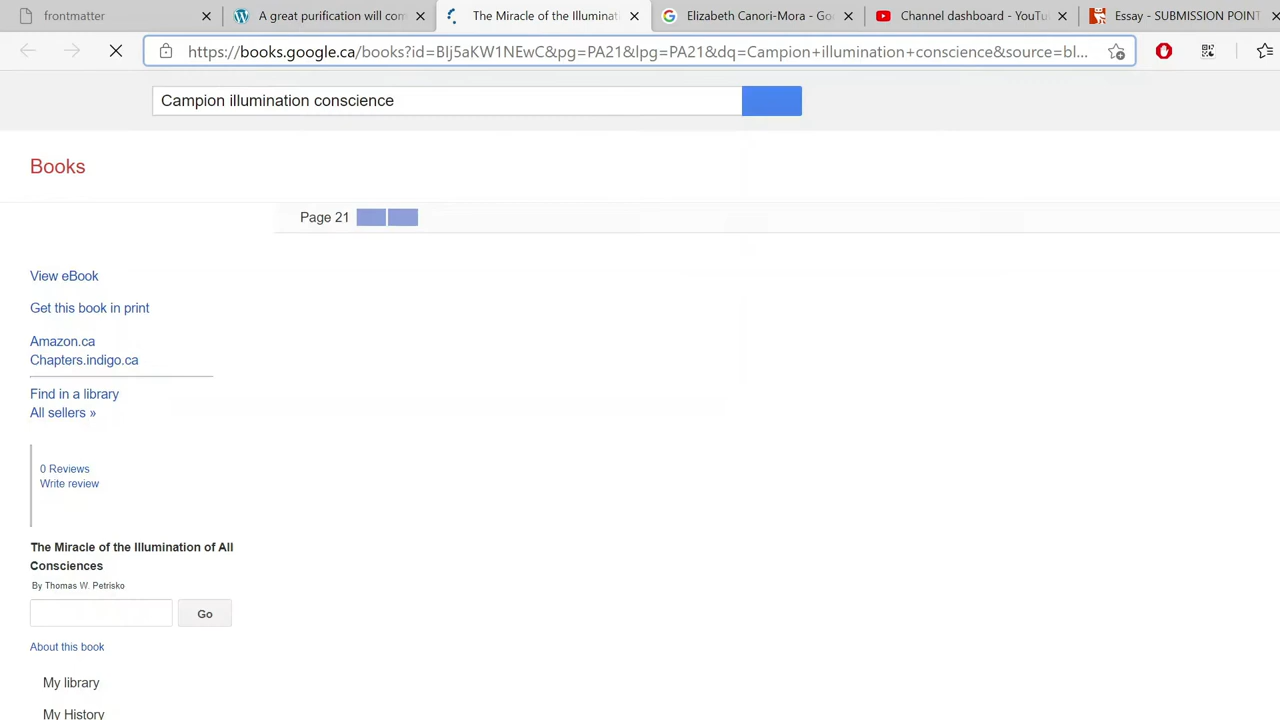 frontmatter
A great purification will com
The Miracle of the Illuminat
Elizabeth Canori-Mora - Go
Channel dashboard - YouTu
Essay - SUBMISSION POINT
https://books.google.ca/books?id=BIj5aKW1NEwC&pg=PA21&lpg=PA21&dq=Campion+illumination+conscience&source=bl...
Campion illumination conscience
Books
Page 21
View eBook
Get this book in print
Amazon.ca
Chapters.indigo.ca
Find in a library
All sellers »
0 Reviews
Write review
The Miracle of the Illumination of All
Consciences
By Thomas W. Petrisko
Go
About this book
My library
My History